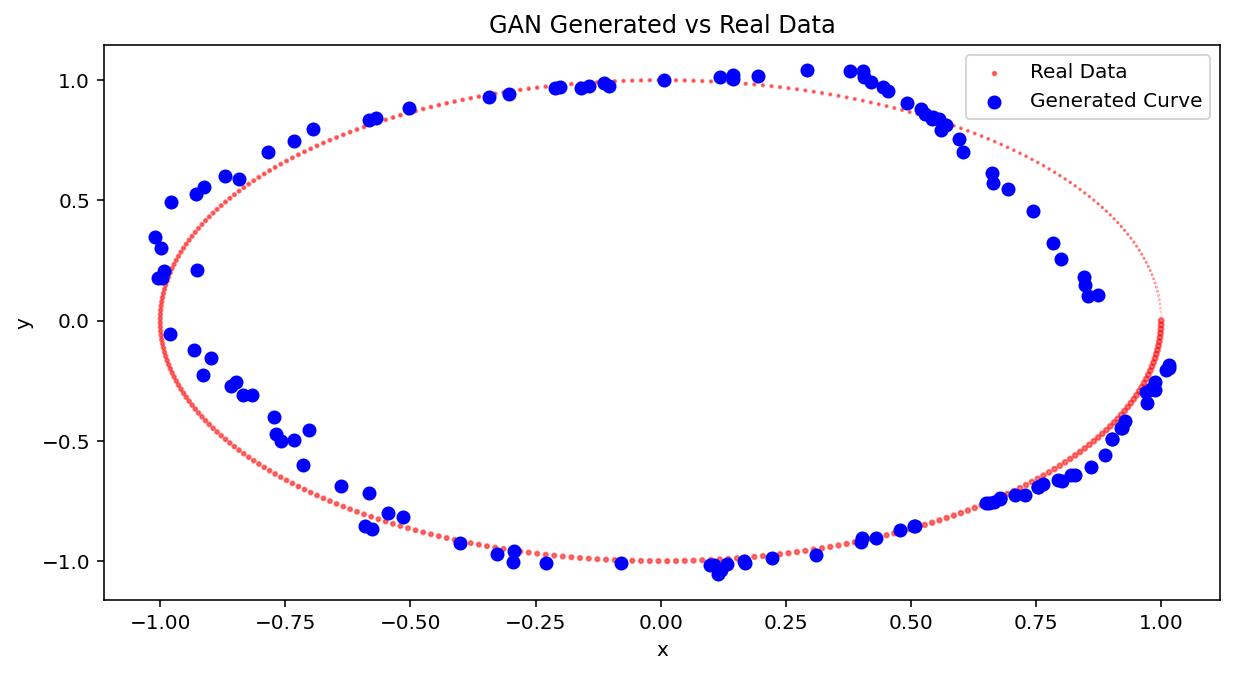 GAN Generated vs Real Data
Real Data
Generated Curve
1.0
0.5
0.0
−0.5
−1.0
y
−1.00 −0.75 −0.50 −0.25 0.00 0.25 0.50 0.75 1.00
x